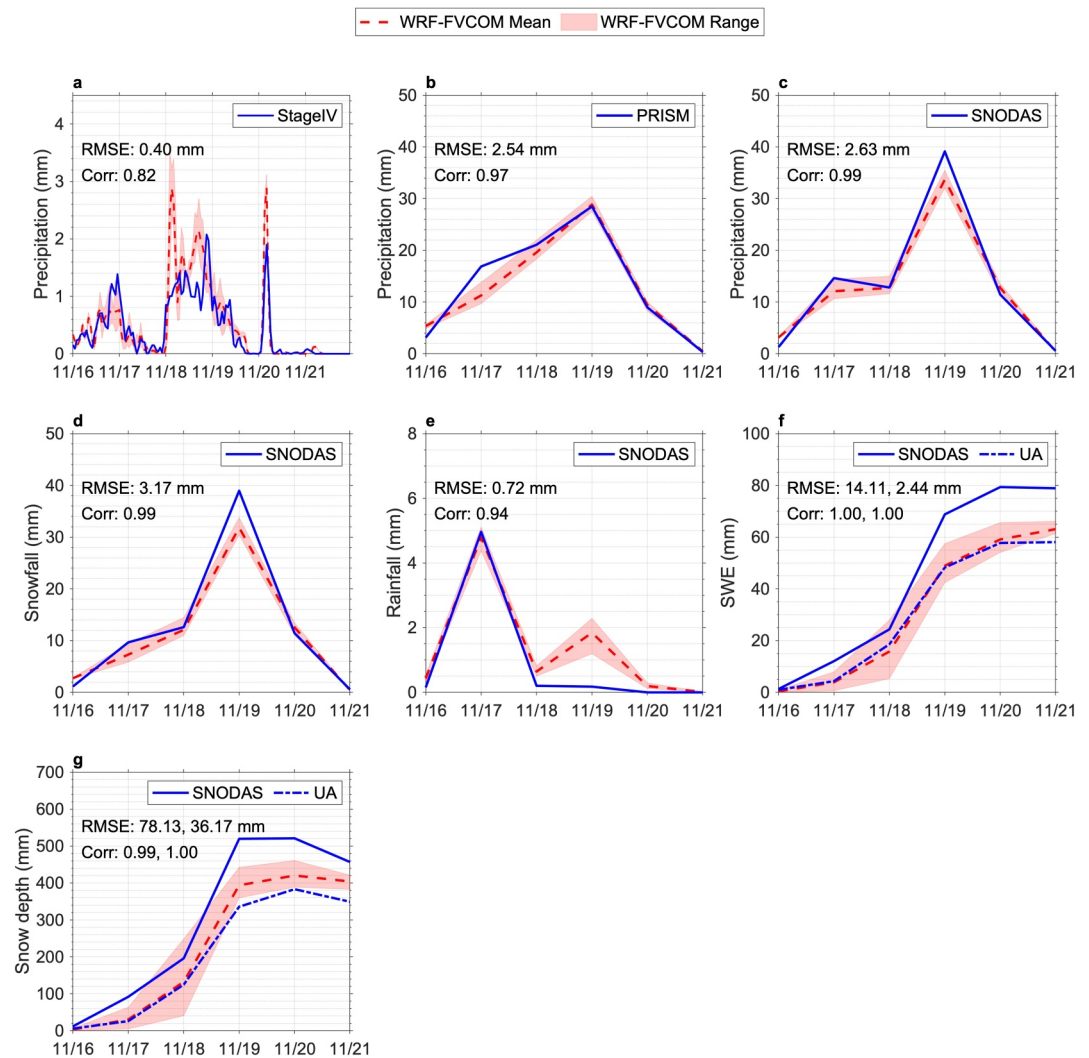 WRF-FVCOM Mean WRF-FVCOM Range
a
StageIV
RMSE: 0.40 mm
Corr: 0.82
Precipitation (mm)
4
3
2
1
0
11/16 11/17 11/18 11/19 11/20 11/21
b
PRISM
RMSE: 2.54 mm
Corr: 0.97
Precipitation (mm)
50
40
30
20
10
0
11/16 11/17 11/18 11/19 11/20 11/21
c
SNODAS
RMSE: 2.63 mm
Corr: 0.99
Precipitation (mm)
50
40
30
20
10
0
11/16 11/17 11/18 11/19 11/20 11/21
d
SNODAS
RMSE: 3.17 mm
Corr: 0.99
Snowfall (mm)
50
40
30
20
10
0
11/16 11/17 11/18 11/19 11/20 11/21
e
SNODAS
RMSE: 0.72 mm
Corr: 0.94
Rainfall (mm)
8
6
4
2
0
11/16 11/17 11/18 11/19 11/20 11/21
f
SNODAS UA
RMSE: 14.11, 2.44 mm
Corr: 1.00, 1.00
SWE (mm)
100
80
60
40
20
0
11/16 11/17 11/18 11/19 11/20 11/21
g
SNODAS UA
RMSE: 78.13, 36.17 mm
Corr: 0.99, 1.00
Snow depth (mm)
700
600
500
400
300
200
100
0
11/16 11/17 11/18 11/19 11/20 11/21